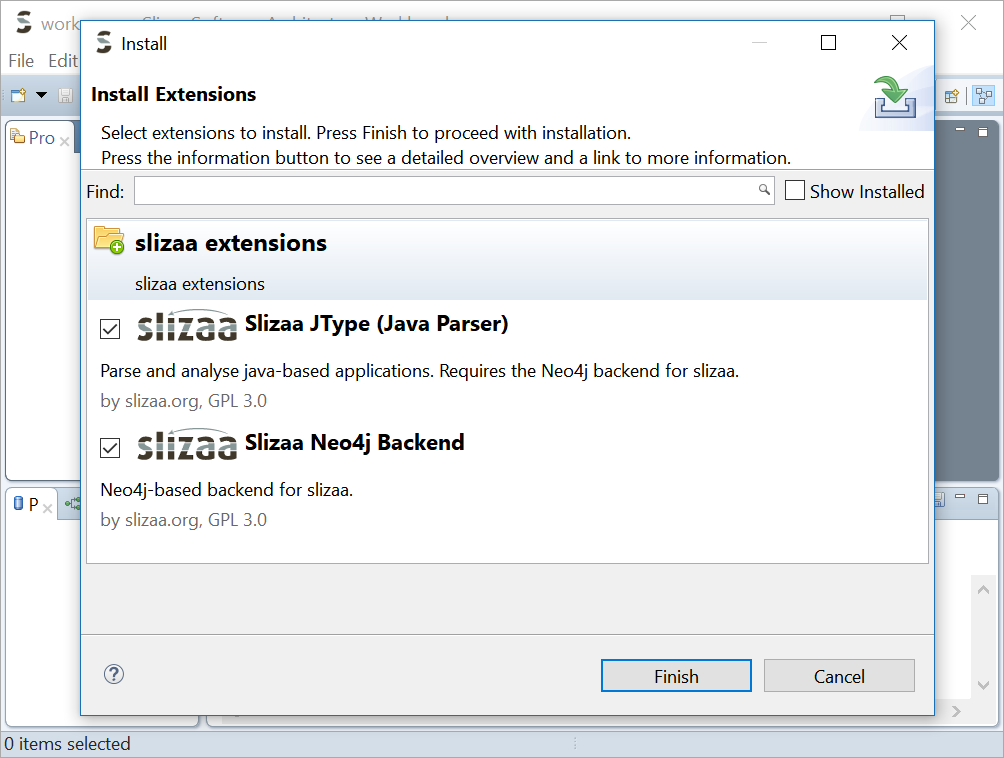 work
Install
File Edit
Install Extensions
Select extensions to install. Press Finish to proceed with installation.
Press the information button to see a detailed overview and a link to more information.
Pro
Find:
Show Installed
slizaa extensions
slizaa extensions
slizaa Slizaa JType (Java Parser)
Parse and analyse java-based applications. Requires the Neo4j backend for slizaa.
by slizaa.org, GPL 3.0
slizaa Slizaa Neo4j Backend
Neo4j-based backend for slizaa.
by slizaa.org, GPL 3.0
P
Finish Cancel
0 items selected